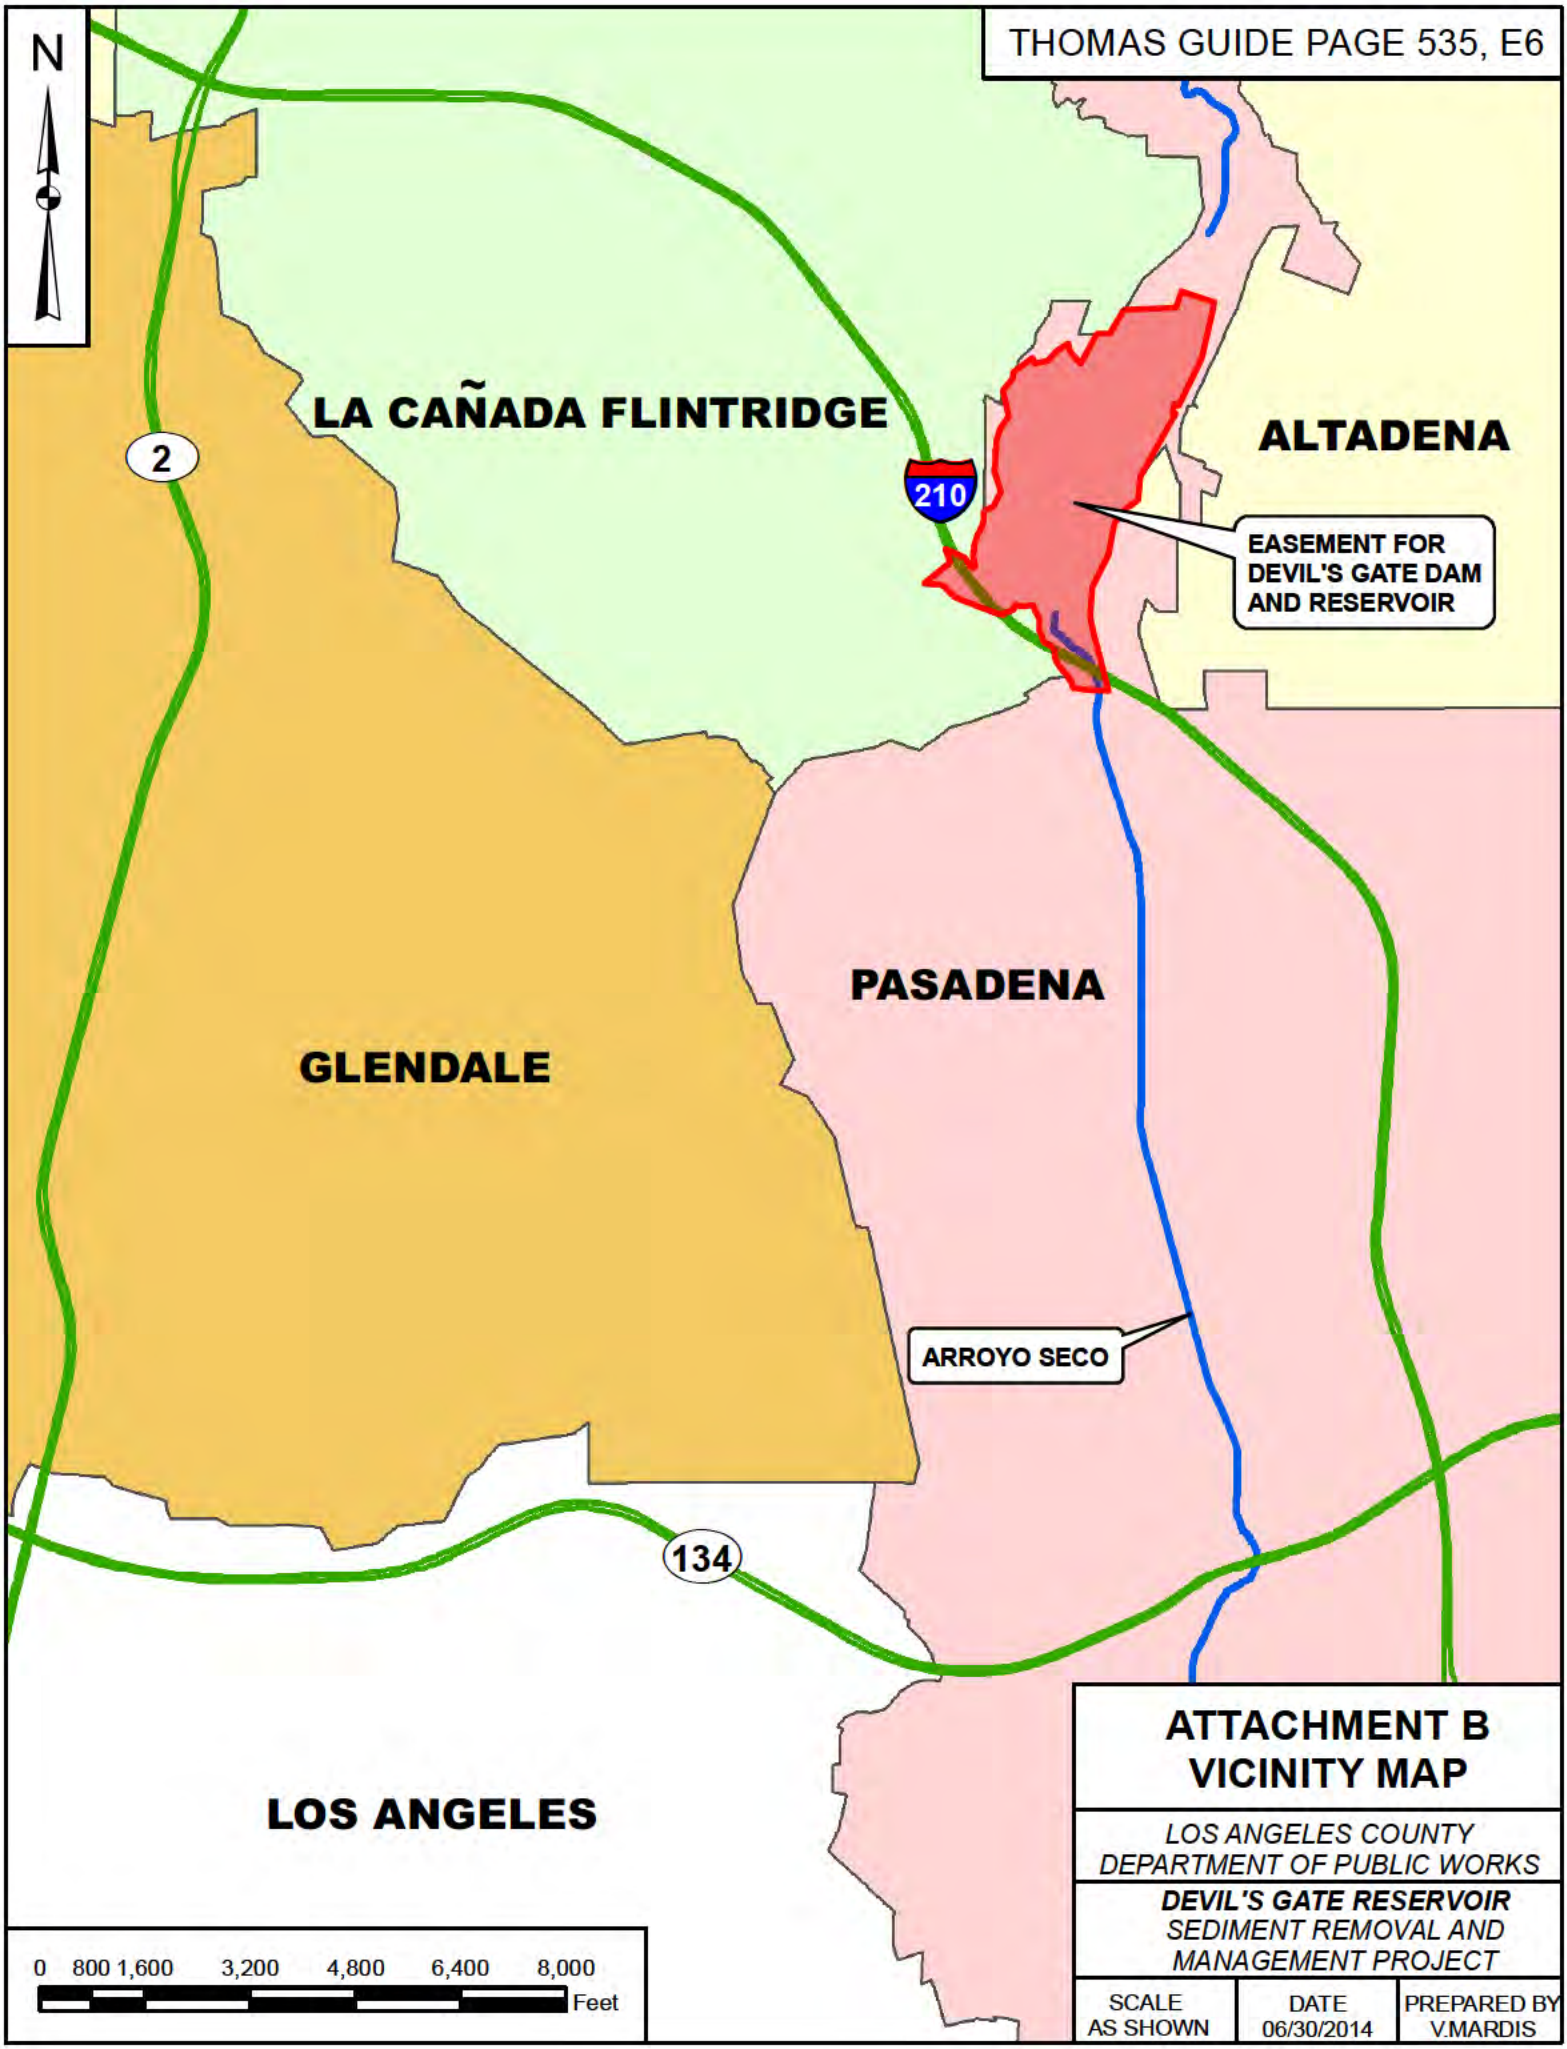 THOMAS GUIDE PAGE 535, E6
N
LA CAÑADA FLINTRIDGE
ALTADENA
2
210
EASEMENT FOR
DEVIL'S GATE DAM
AND RESERVOIR
PASADENA
GLENDALE
ARROYO SECO
134
LOS ANGELES
ATTACHMENT B
VICINITY MAP
LOS ANGELES COUNTY
DEPARTMENT OF PUBLIC WORKS
DEVIL'S GATE RESERVOIR
SEDIMENT REMOVAL AND
MANAGEMENT PROJECT
SCALE
AS SHOWN
DATE
06/30/2014
PREPARED BY
V.MARDIS
0 800 1,600 3,200 4,800 6,400 8,000
Feet